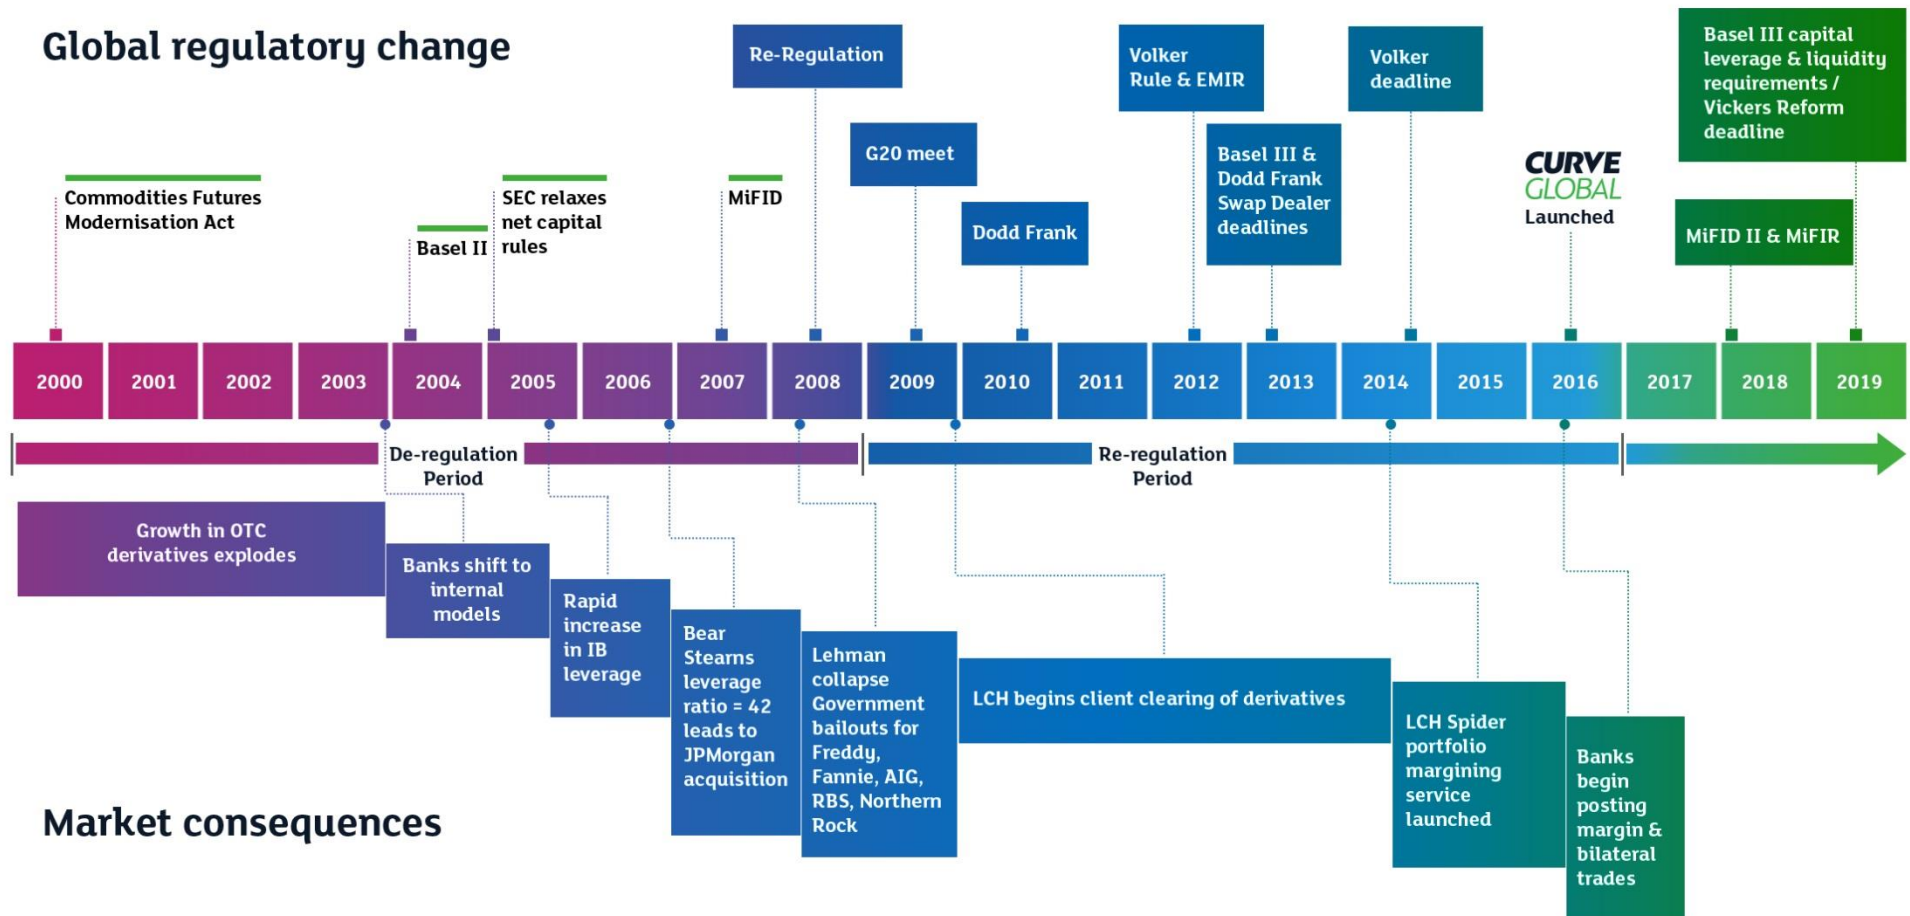 Global regulatory change
Commodities Futures
Modernisation Act
Basel II
SEC relaxes
net capital
rules
MiFID
Re-Regulation
G20 meet
Dodd Frank
Volker
Rule & EMIR
Basel III &
Dodd Frank
Swap Dealer
deadlines
Volker
deadline
CURVE
GLOBAL
Launched
MiFID II & MiFIR
Basel III capital
leverage & liquidity
requirements /
Vickers Reform
deadline
2000 2001 2002 2003 2004 2005 2006 2007 2008 2009 2010 2011 2012 2013 2014 2015 2016 2017 2018 2019
De-regulation
Period
Re-regulation
Period
Growth in OTC
derivatives explodes
Banks shift to
internal
models
Rapid
increase
in IB
leverage
Bear
Stearns
leverage
ratio = 42
leads to
JPMorgan
acquisition
Lehman
collapse
Government
bailouts for
Freddy,
Fannie, AIG,
RBS, Northern
Rock
LCH begins client clearing of derivatives
LCH Spider
portfolio
margining
service
launched
Banks
begin
posting
margin &
bilateral
trades
Market consequences